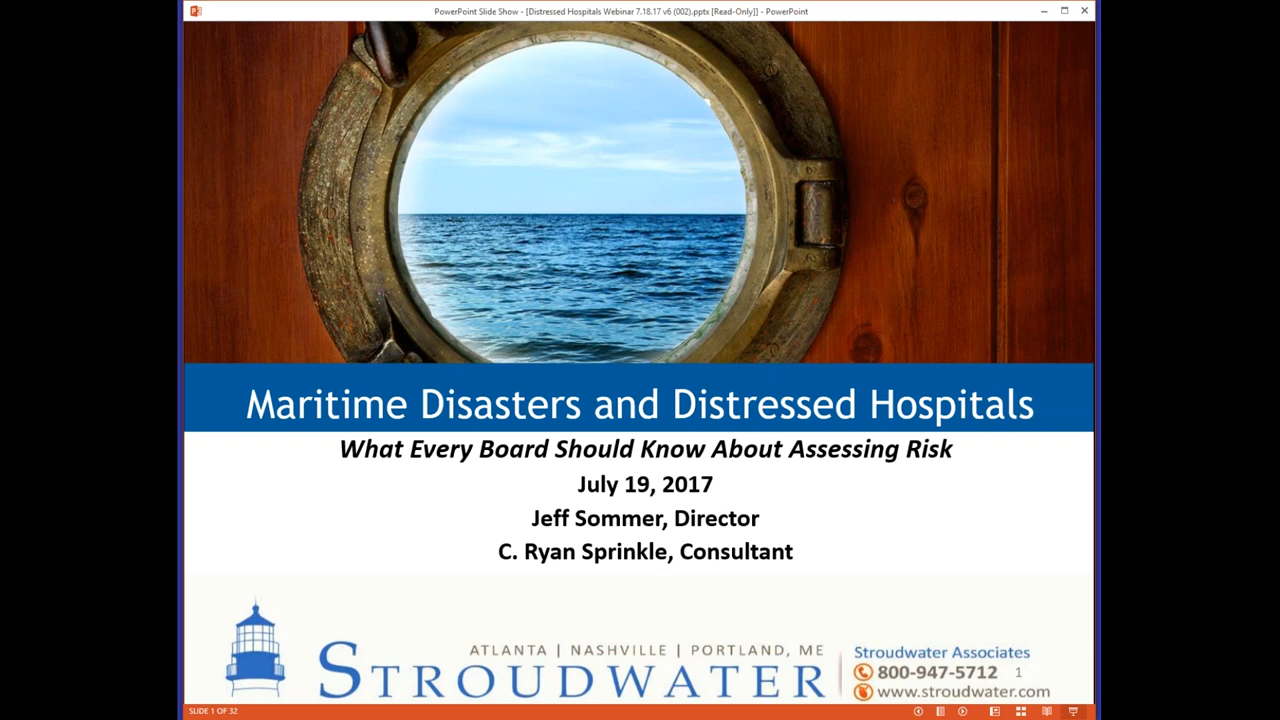 PowerPoint Slide Show - [Distressed Hospitals Webinar 7.18.17 v6 (002).pptx [Read-Only]] - PowerPoint
Maritime Disasters and Distressed Hospitals
What Every Board Should Know About Assessing Risk
July 19, 2017
Jeff Sommer, Director
C. Ryan Sprinkle, Consultant
ATLANTA | NASHVILLE | PORTLAND, ME
STROUDWATER
Stroudwater Associates
800-947-5712
1
www.stroudwater.com
SLIDE 1 OF 32